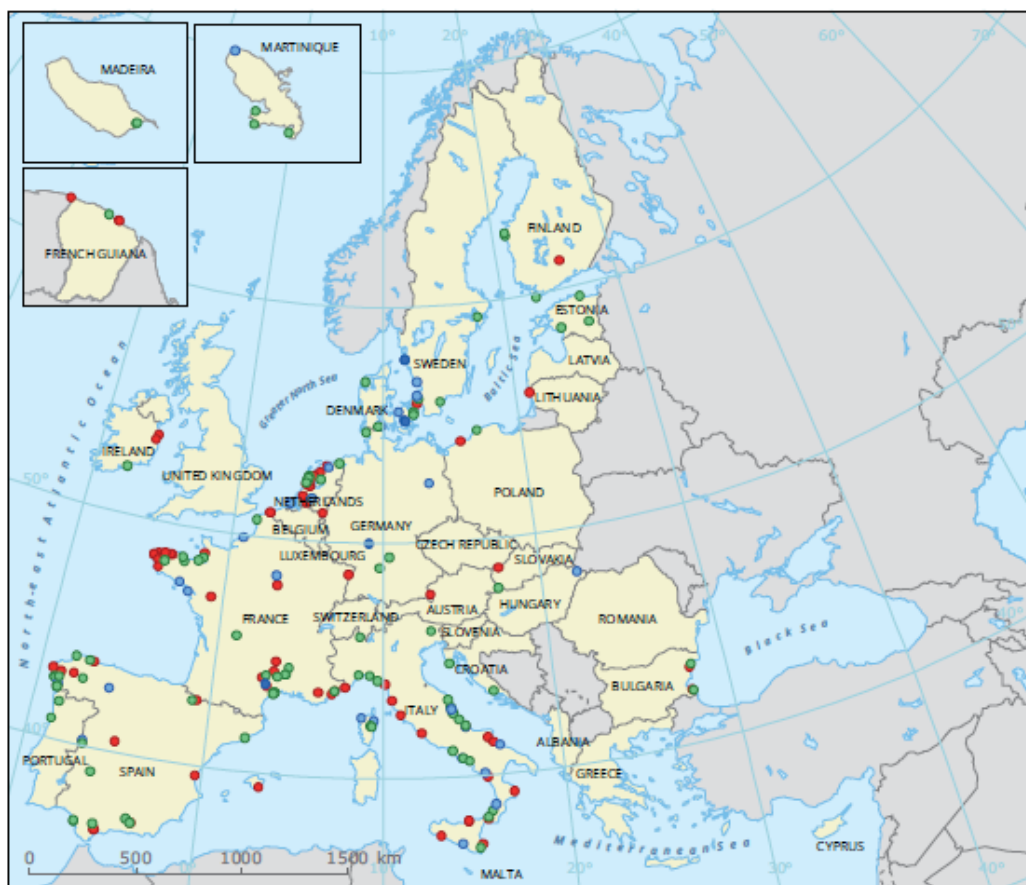 10°
20°
60°
70°
MADEIRA
MARTINIQUE
FRENCH GUIANA
FINLAND
ESTONIA
Baltic Sea
SWEDEN
LATVIA
LITHUANIA
Greater North Sea
DENMARK
50°
North-east Atlantic Ocean
IRELAND
UNITED KINGDOM
50°
NETHERLANDS
POLAND
BELGIUM
GERMANY
LUXEMBOURG
CZECH REPUBLIC
SLOVAKIA
FRANCE
SWITZERLAND
AUSTRIA
HUNGARY
ROMANIA
40°
SLOVENIA
CROATIA
Black Sea
BULGARIA
ITALY
40°
PORTUGAL
SPAIN
ALBANIA
GREECE
Mediterranean Sea
CYPRUS
0 500 1000 1500 km
MALTA
10°
20°
30°
40°